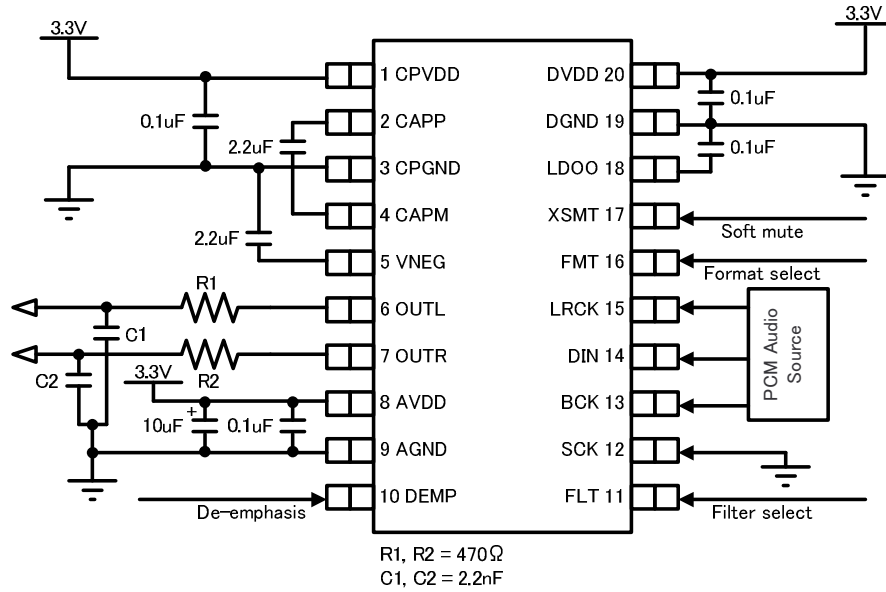 3.3V
3.3V
1 CPVDD
DVDD 20
0.1uF
0.1uF
2 CAPP
DGND 19
2.2uF
0.1uF
3 CPGND
LDOO 18
4 CAPM
XSMT 17
Soft mute
2.2uF
5 VNEG
FMT 16
Format select
R1
6 OUTL
LRCK 15
C1
7 OUTR
DIN 14
PCM Audio
Source
C2
R2
3.3V
8 AVDD
BCK 13
+
10uF
0.1uF
9 AGND
SCK 12
10 DEMP
FLT 11
De-emphasis
Filter select
R1, R2 = 470Ω
C1, C2 = 2.2nF